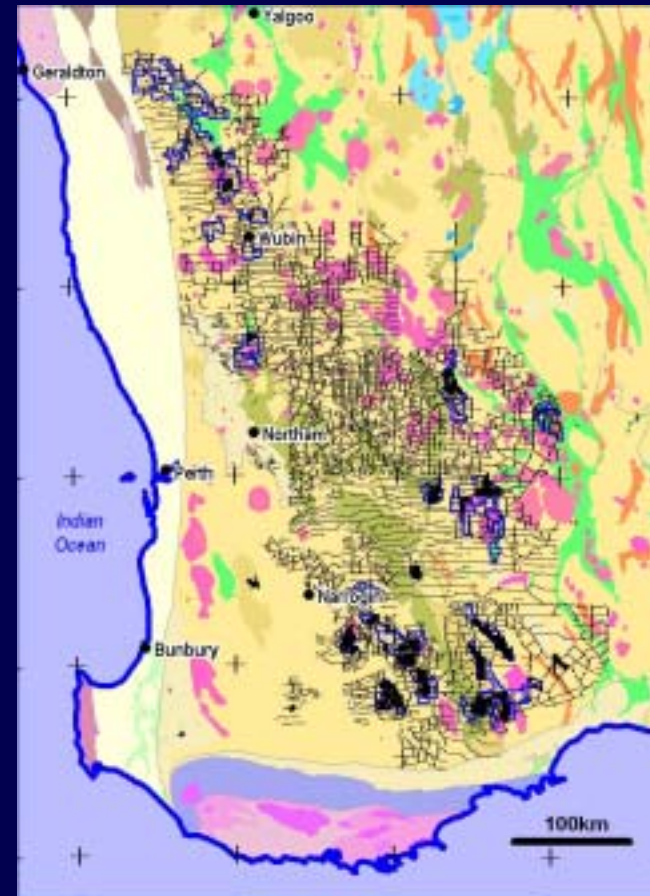 Yalgoo
Geraldton
Wubin
Northam
Perth
Indian
Ocean
Narrogin
Bunbury
100km